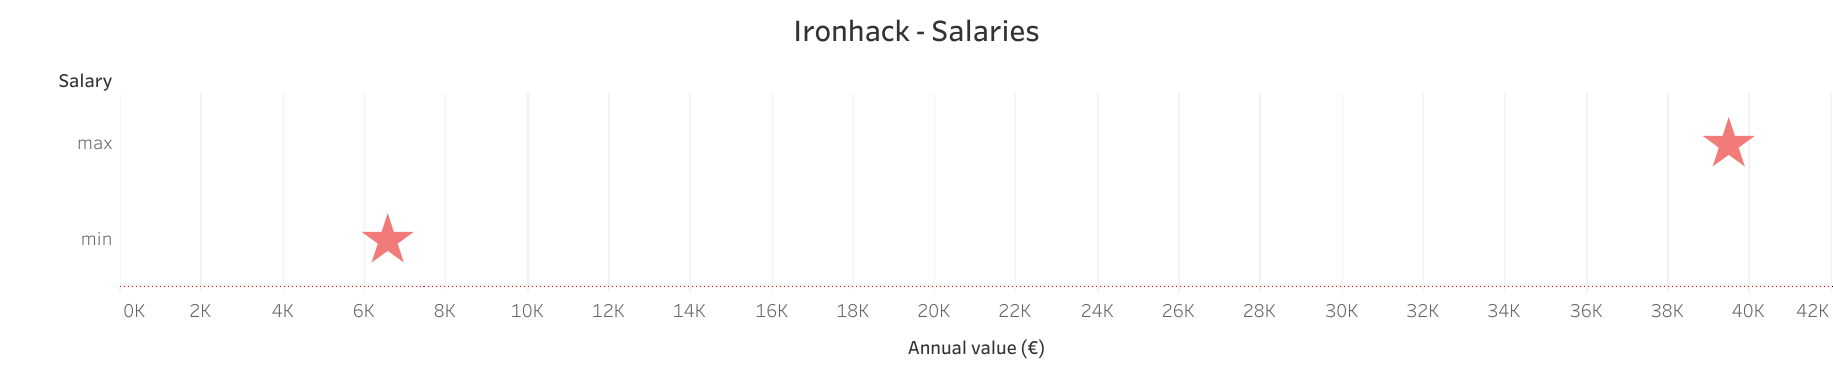 Ironhack - Salaries
Salary
max
min
0K 2K 4K 6K 8K 10K 12K 14K 16K 18K 20K 22K 24K 26K 28K 30K 32K 34K 36K 38K 40K 42K
Annual value (€)